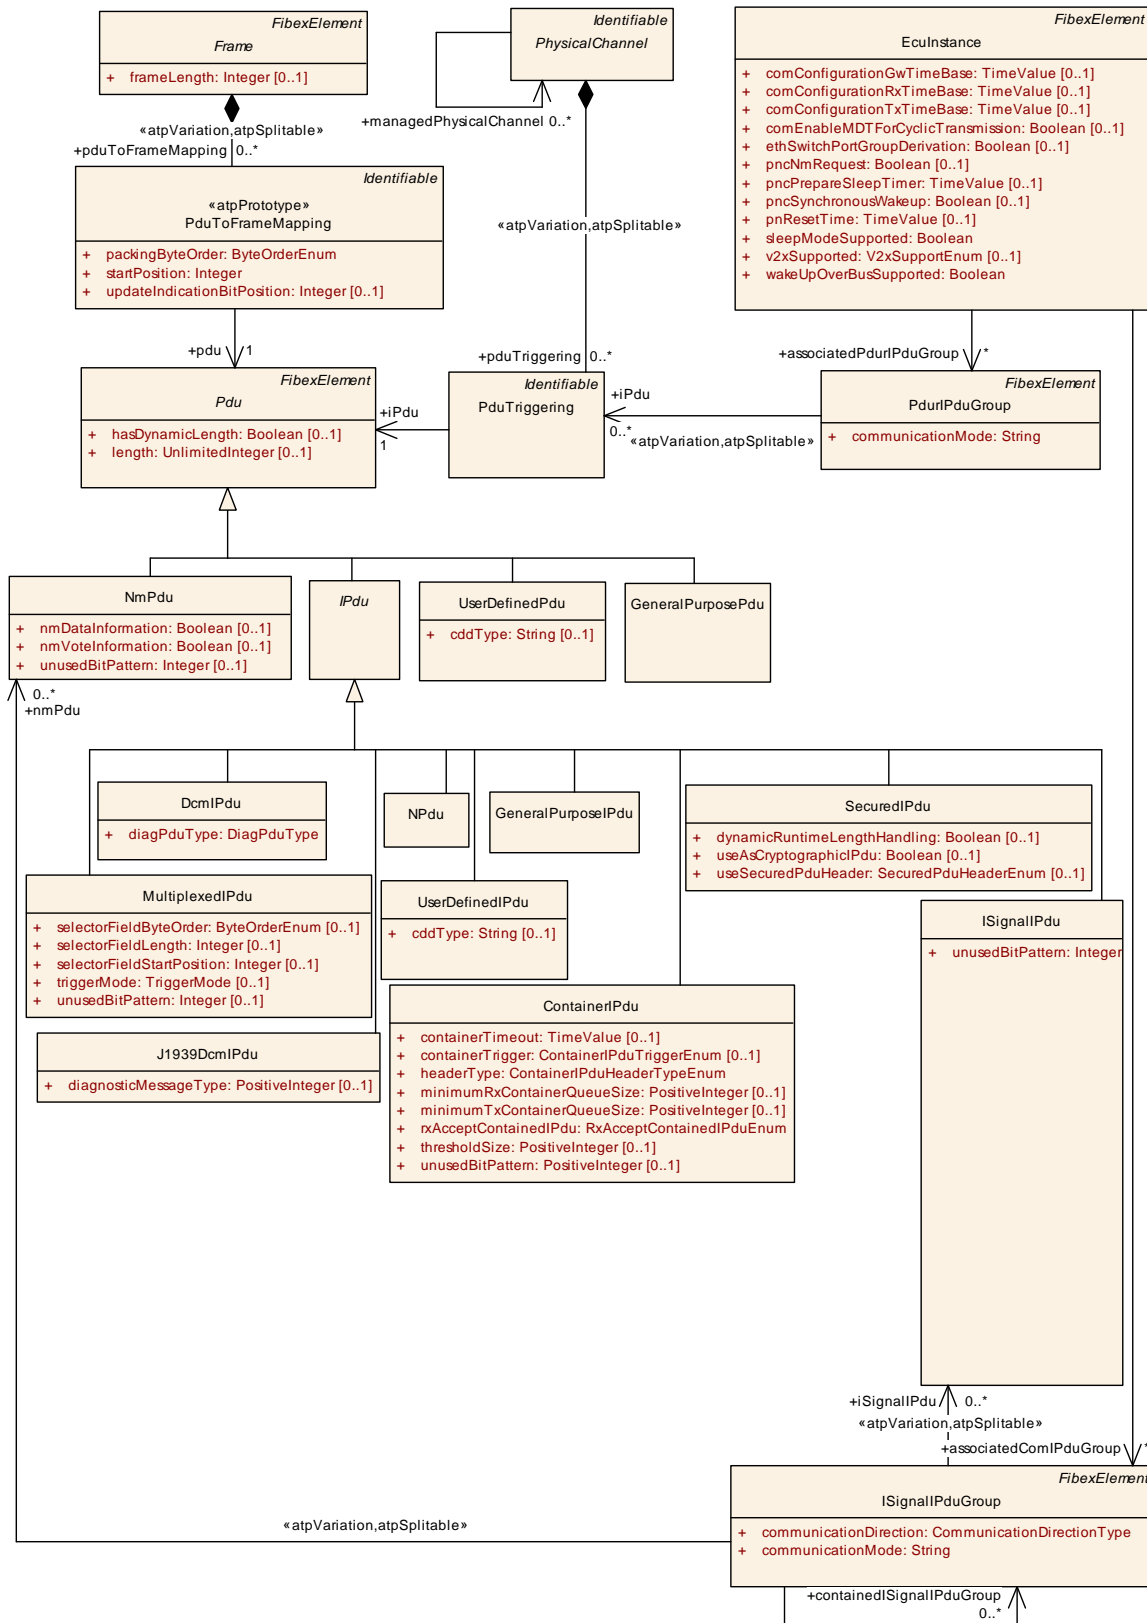 FibexElement
Frame
+ frameLength: Integer [0..1]
«atpVariation,atpSplitable»
+pduToFrameMapping 0..*
Identifiable
«atpPrototype»
PduToFrameMapping
+ packingByteOrder: ByteOrderEnum
+ startPosition: Integer
+ updateIndicationBitPosition: Integer [0..1]
+pdu 1
Identifiable
PhysicalChannel
+managedPhysicalChannel 0..*
«atpVariation,atpSplitable»
+pduTriggering 0..*
FibexElement
EcuInstance
+ comConfigurationGwTimeBase: TimeValue [0..1]
+ comConfigurationRxTimeBase: TimeValue [0..1]
+ comConfigurationTxTimeBase: TimeValue [0..1]
+ comEnableMDTForCyclicTransmission: Boolean [0..1]
+ ethSwitchPortGroupDerivation: Boolean [0..1]
+ pncNmRequest: Boolean [0..1]
+ pncPrepareSleepTimer: TimeValue [0..1]
+ pncSynchronousWakeup: Boolean [0..1]
+ pnResetTime: TimeValue [0..1]
+ sleepModeSupported: Boolean
+ v2xSupported: V2xSupportEnum [0..1]
+ wakeUpOverBusSupported: Boolean
+associatedPdurIPduGroup *
FibexElement
Pdu
+ hasDynamicLength: Boolean [0..1]
+ length: UnlimitedInteger [0..1]
+iPdu
1
Identifiable
PduTriggering
+iPdu
0..*
«atpVariation,atpSplitable»
FibexElement
PdurIPduGroup
+ communicationMode: String
NmPdu
+ nmDataInformation: Boolean [0..1]
+ nmVoteInformation: Boolean [0..1]
+ unusedBitPattern: Integer [0..1]
0..*
+nmPdu
IPdu
UserDefinedPdu
+ cddType: String [0..1]
GeneralPurposePdu
DcmIPdu
+ diagPduType: DiagPduType
NPdu
GeneralPurposeIPdu
SecuredIPdu
+ dynamicRuntimeLengthHandling: Boolean [0..1]
+ useAsCryptographicIPdu: Boolean [0..1]
+ useSecuredPduHeader: SecuredPduHeaderEnum [0..1]
MultiplexedIPdu
+ selectorFieldByteOrder: ByteOrderEnum [0..1]
+ selectorFieldLength: Integer [0..1]
+ selectorFieldStartPosition: Integer [0..1]
+ triggerMode: TriggerMode [0..1]
+ unusedBitPattern: Integer [0..1]
UserDefinedIPdu
+ cddType: String [0..1]
ISignalIPdu
+ unusedBitPattern: Integer
J1939DcmIPdu
+ diagnosticMessageType: PositiveInteger [0..1]
ContainerIPdu
+ containerTimeout: TimeValue [0..1]
+ containerTrigger: ContainerIPduTriggerEnum [0..1]
+ headerType: ContainerIPduHeaderTypeEnum
+ minimumRxContainerQueueSize: PositiveInteger [0..1]
+ minimumTxContainerQueueSize: PositiveInteger [0..1]
+ rxAcceptContainedIPdu: RxAcceptContainedIPduEnum
+ thresholdSize: PositiveInteger [0..1]
+ unusedBitPattern: PositiveInteger [0..1]
+iSignalIPdu 0..*
«atpVariation,atpSplitable»
+associatedComIPduGroup *
FibexElement
ISignalIPduGroup
+ communicationDirection: CommunicationDirectionType
+ communicationMode: String
«atpVariation,atpSplitable»
+containedISignalIPduGroup
0..*